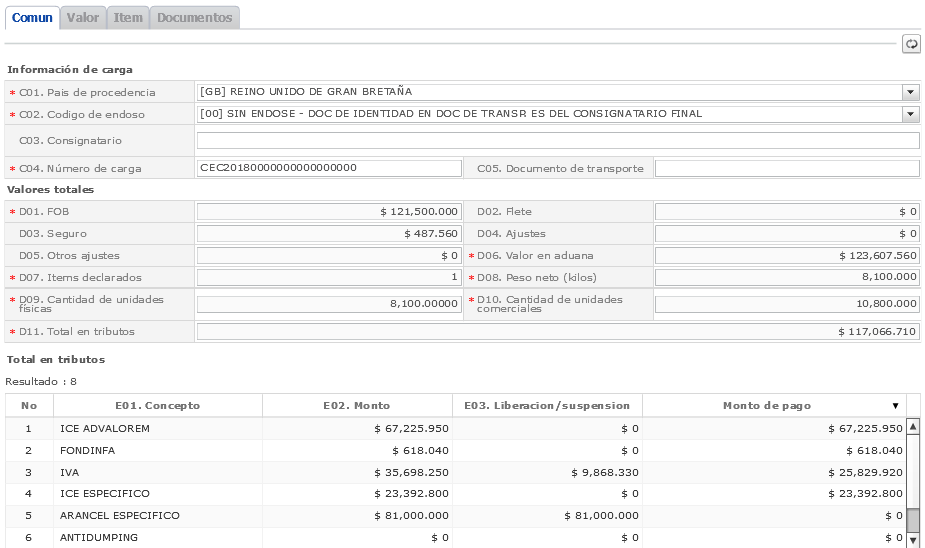 Comun Valor Item Documentos
Información de carga
* C01. Pais de procedencia [GB] REINO UNIDO DE GRAN BRETAÑA
* C02. Codigo de endoso [00] SIN ENDOSE - DOC DE IDENTIDAD EN DOC DE TRANSR ES DEL CONSIGNATARIO FINAL
C03. Consignatario
* C04. Número de carga CEC20180000000000000000 C05. Documento de transporte
Valores totales
* D01. FOB $ 121,500.000 D02. Flete $ 0
D03. Seguro $ 487.560 D04. Ajustes $ 0
D05. Otros ajustes $ 0 * D06. Valor en aduana $ 123,607.560
* D07. Items declarados 1 * D08. Peso neto (kilos) 8,100.000
* D09. Cantidad de unidades físicas 8,100.00000 * D10. Cantidad de unidades comerciales 10,800.000
* D11. Total en tributos $ 117,066.710
Total en tributos
Resultado : 8
No E01. Concepto E02. Monto E03. Liberacion/suspension Monto de pago ▼
1 ICE ADVALOREM $ 67,225.950 $ 0 $ 67,225.950
2 FONDINFA $ 618.040 $ 0 $ 618.040
3 IVA $ 35,698.250 $ 9,868.330 $ 25,829.920
4 ICE ESPECIFICO $ 23,392.800 $ 0 $ 23,392.800
5 ARANCEL ESPECIFICO $ 81,000.000 $ 81,000.000 $ 0
6 ANTIDUMPING $ 0 $ 0 $ 0